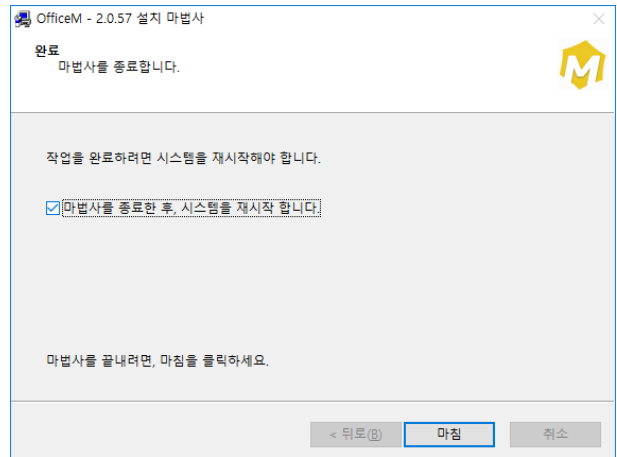 OfficeM - 2.0.57 설치 마법사
완료
마법사를 종료합니다.
M
작업을 완료하려면 시스템을 재시작해야 합니다.
마법사를 종료한 후, 시스템을 재시작 합니다.
마법사를 끝내려면, 마침을 클릭하세요.
< 뒤로(B) 마침 취소